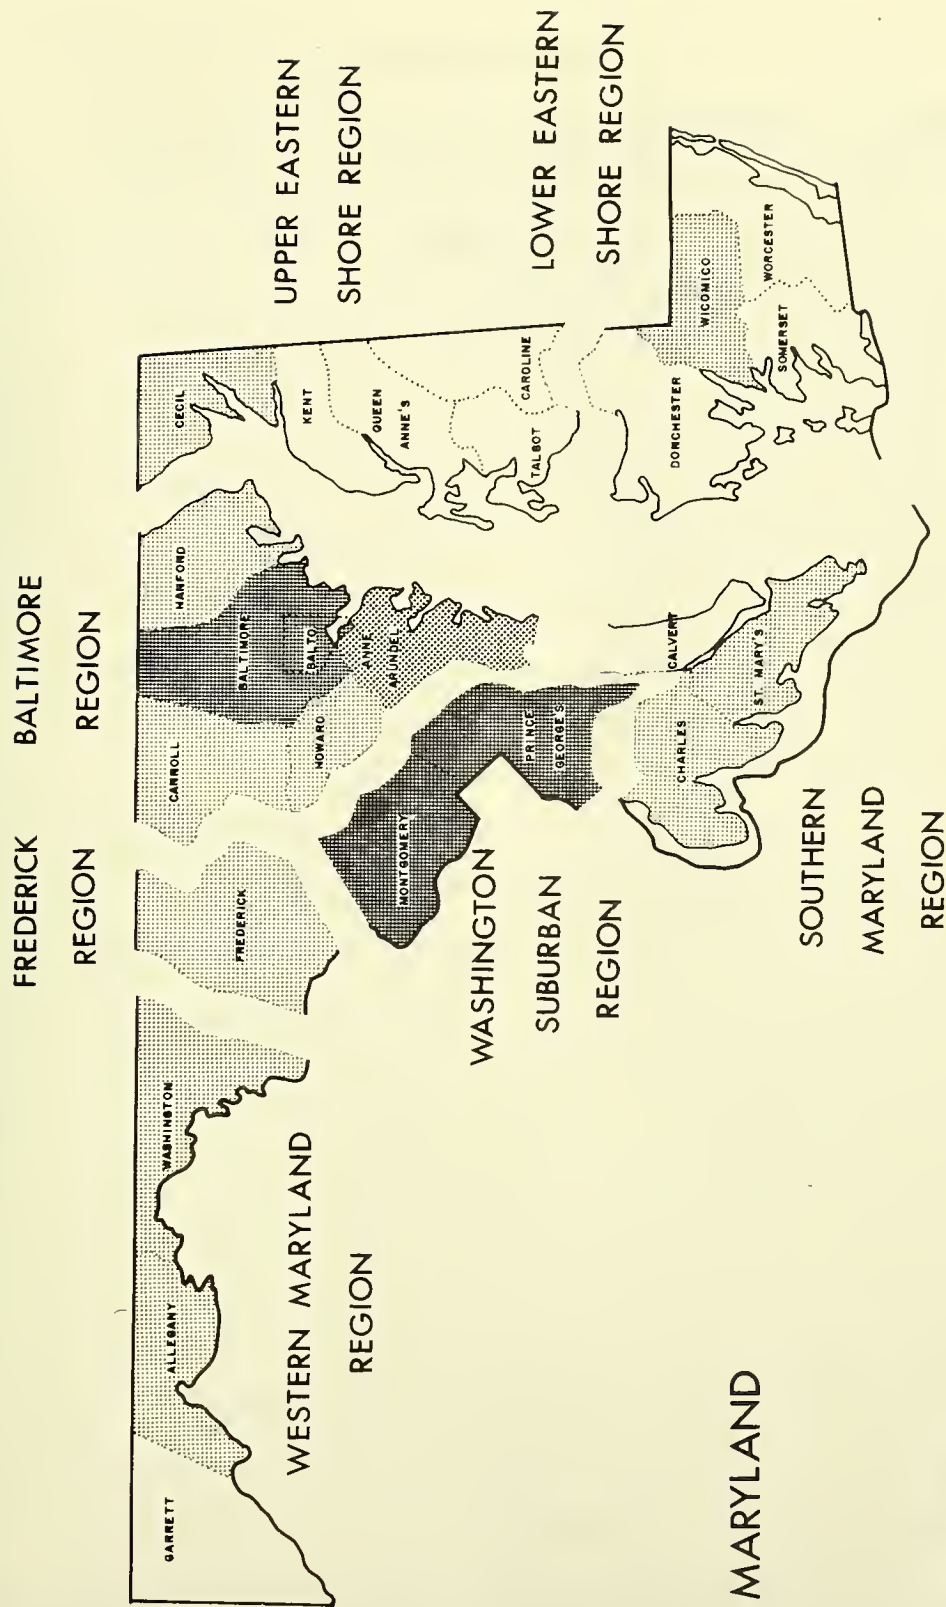 FREDERICK
REGION
BALTIMORE
REGION
UPPER EASTERN
SHORE REGION
LOWER EASTERN
SHORE REGION
WESTERN MARYLAND
REGION
WASHINGTON
SUBURBAN
REGION
SOUTHERN
MARYLAND
REGION
MARYLAND
GARRETT
ALLEGANY
WASHINGTON
FREDERICK
CARROLL
HOWARD
BALTIMORE
BALTO
HARFORD
ANNE
ARUNDEL
MONTGOMERY
PRINCE
GEORGE'S
CHARLES
CALVERT
ST. MARY'S
CECIL
KENT
QUEEN
ANNE'S
TALBOT
CAROLINE
DORCHESTER
WICOMICO
SOMERSET
WORCESTER